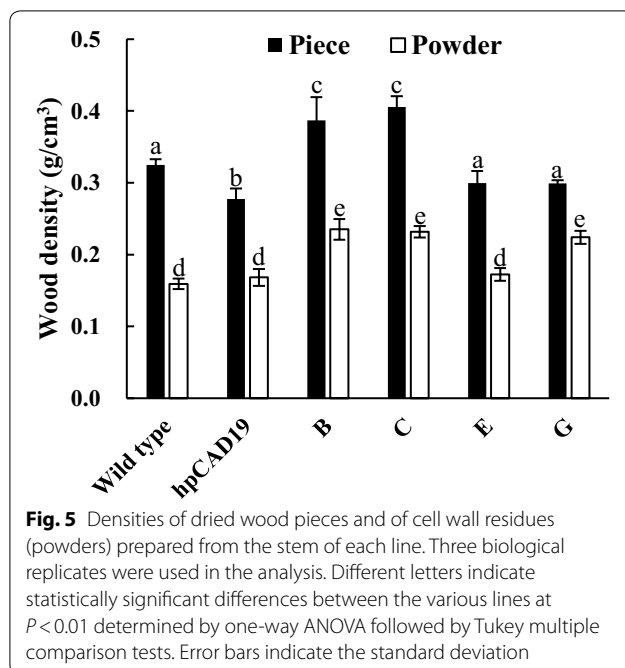 0.5
Piece
Powder
0.4
0.3
0.2
0.1
0.0
Wood density (g/cm³)
a
d
b
d
c
e
c
e
a
d
a
e
Wild type
hpCAD19
B
C
E
G
Fig. 5 Densities of dried wood pieces and of cell wall residues
(powders) prepared from the stem of each line. Three biological
replicates were used in the analysis. Different letters indicate
statistically significant differences between the various lines at
P < 0.01 determined by one-way ANOVA followed by Tukey multiple
comparison tests. Error bars indicate the standard deviation